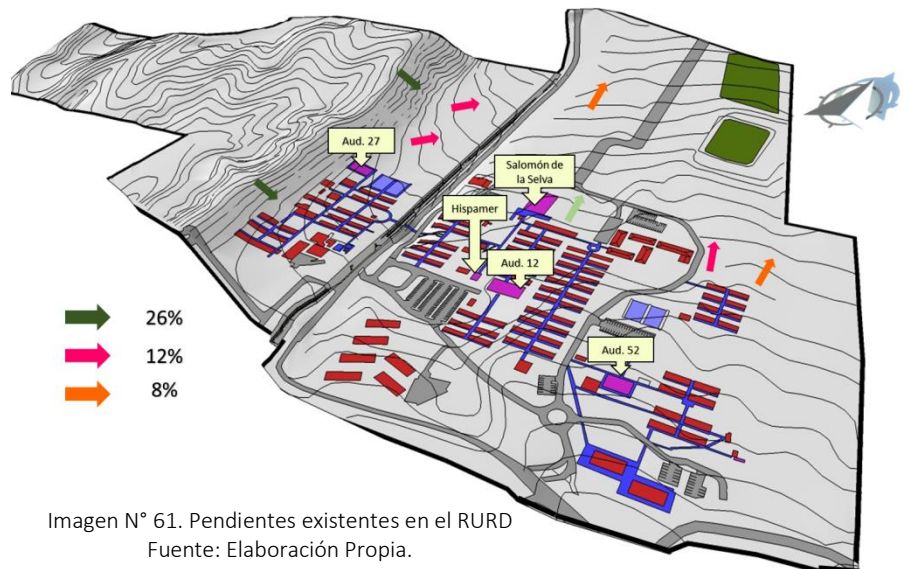 Aud. 27
Salomón de
la Selva
Hispamer
Aud. 12
Aud. 52
26%
12%
8%
Imagen N° 61. Pendientes existentes en el RURD
Fuente: Elaboración Propia.